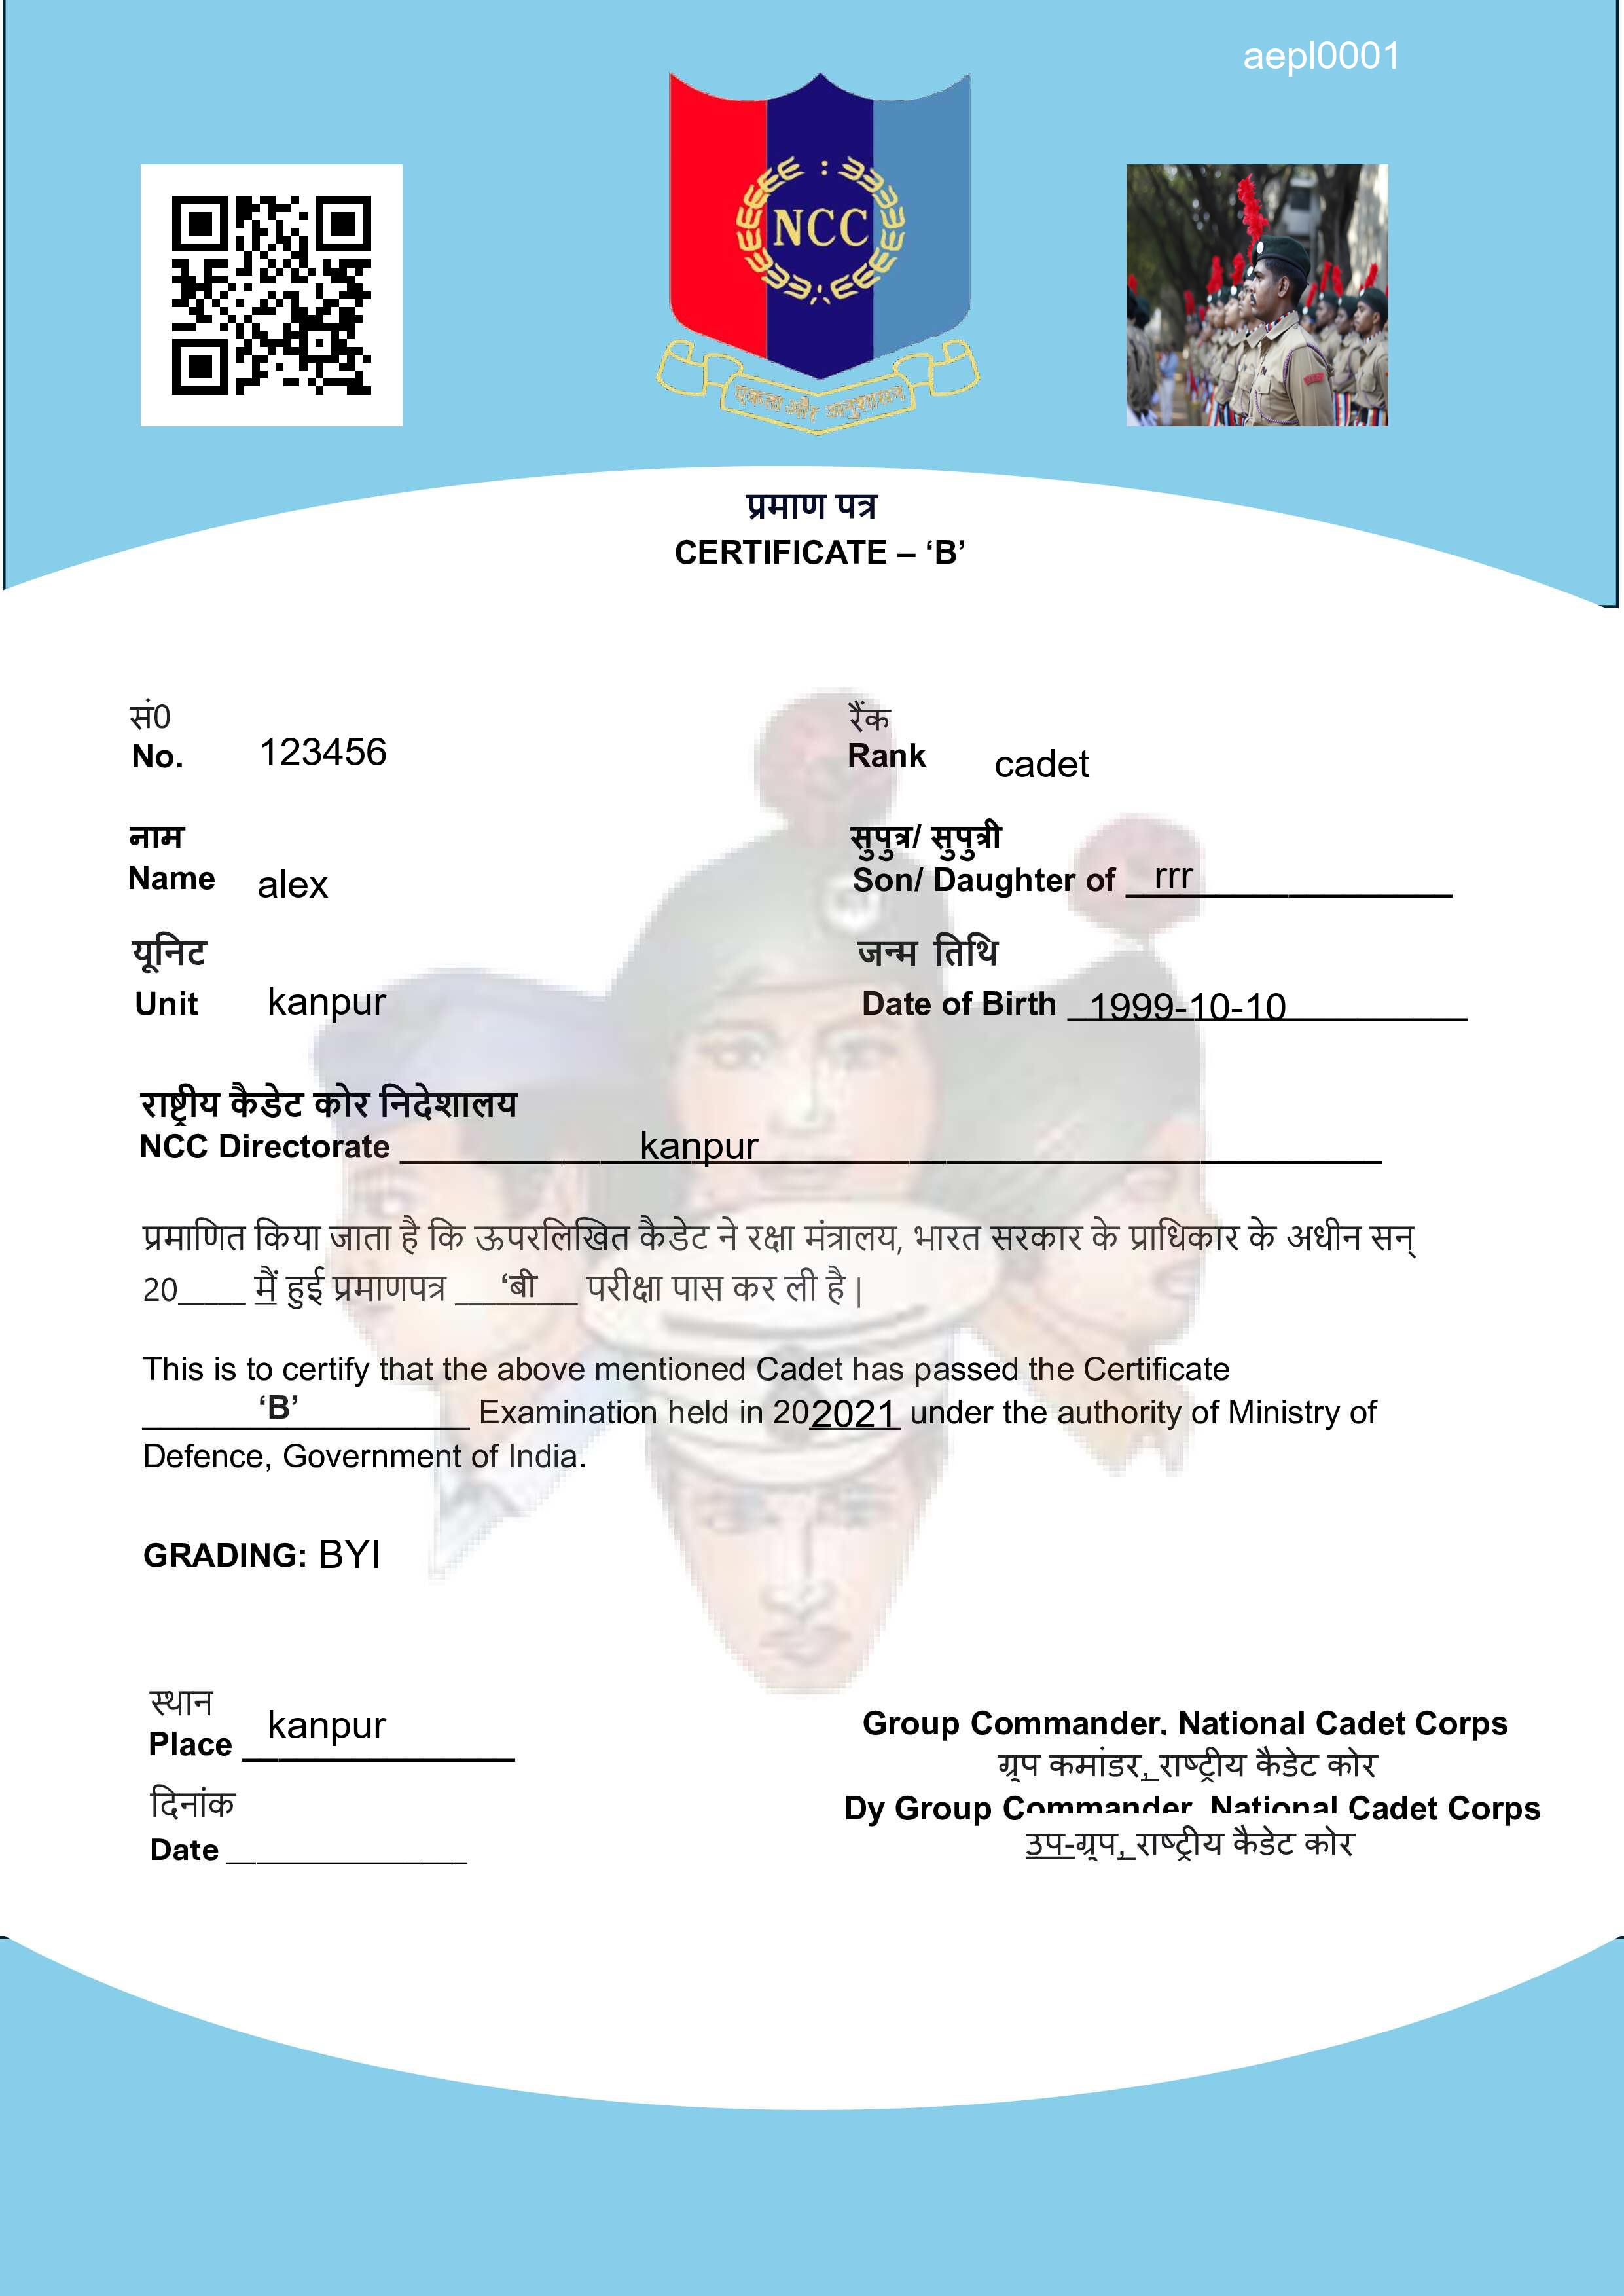 aepl0001
NCC
एकता और अनुशासन
प्रमाण पत्र
CERTIFICATE – ‘B’
सं0
No. 123456
रैंक
Rank cadet
नाम
Name alex
सुपुत्र/ सुपुत्री
Son/ Daughter of rrr
यूनिट
Unit kanpur
जन्म तिथि
Date of Birth 1999-10-10
राष्ट्रीय कैडेट कोर निदेशालय
NCC Directorate kanpur
प्रमाणित किया जाता है कि ऊपरलिखित कैडेट ने रक्षा मंत्रालय, भारत सरकार के प्राधिकार के अधीन सन्
20____ में हुई प्रमाणपत्र ‘बी परीक्षा पास कर ली है |
This is to certify that the above mentioned Cadet has passed the Certificate
‘B’ Examination held in 202021 under the authority of Ministry of
Defence, Government of India.
GRADING: BYI
स्थान
Place kanpur
दिनांक
Date ______________
Group Commander, National Cadet Corps
ग्रुप कमांडर, राष्ट्रीय कैडेट कोर
Dy Group Commander, National Cadet Corps
उप-ग्रुप, राष्ट्रीय कैडेट कोर